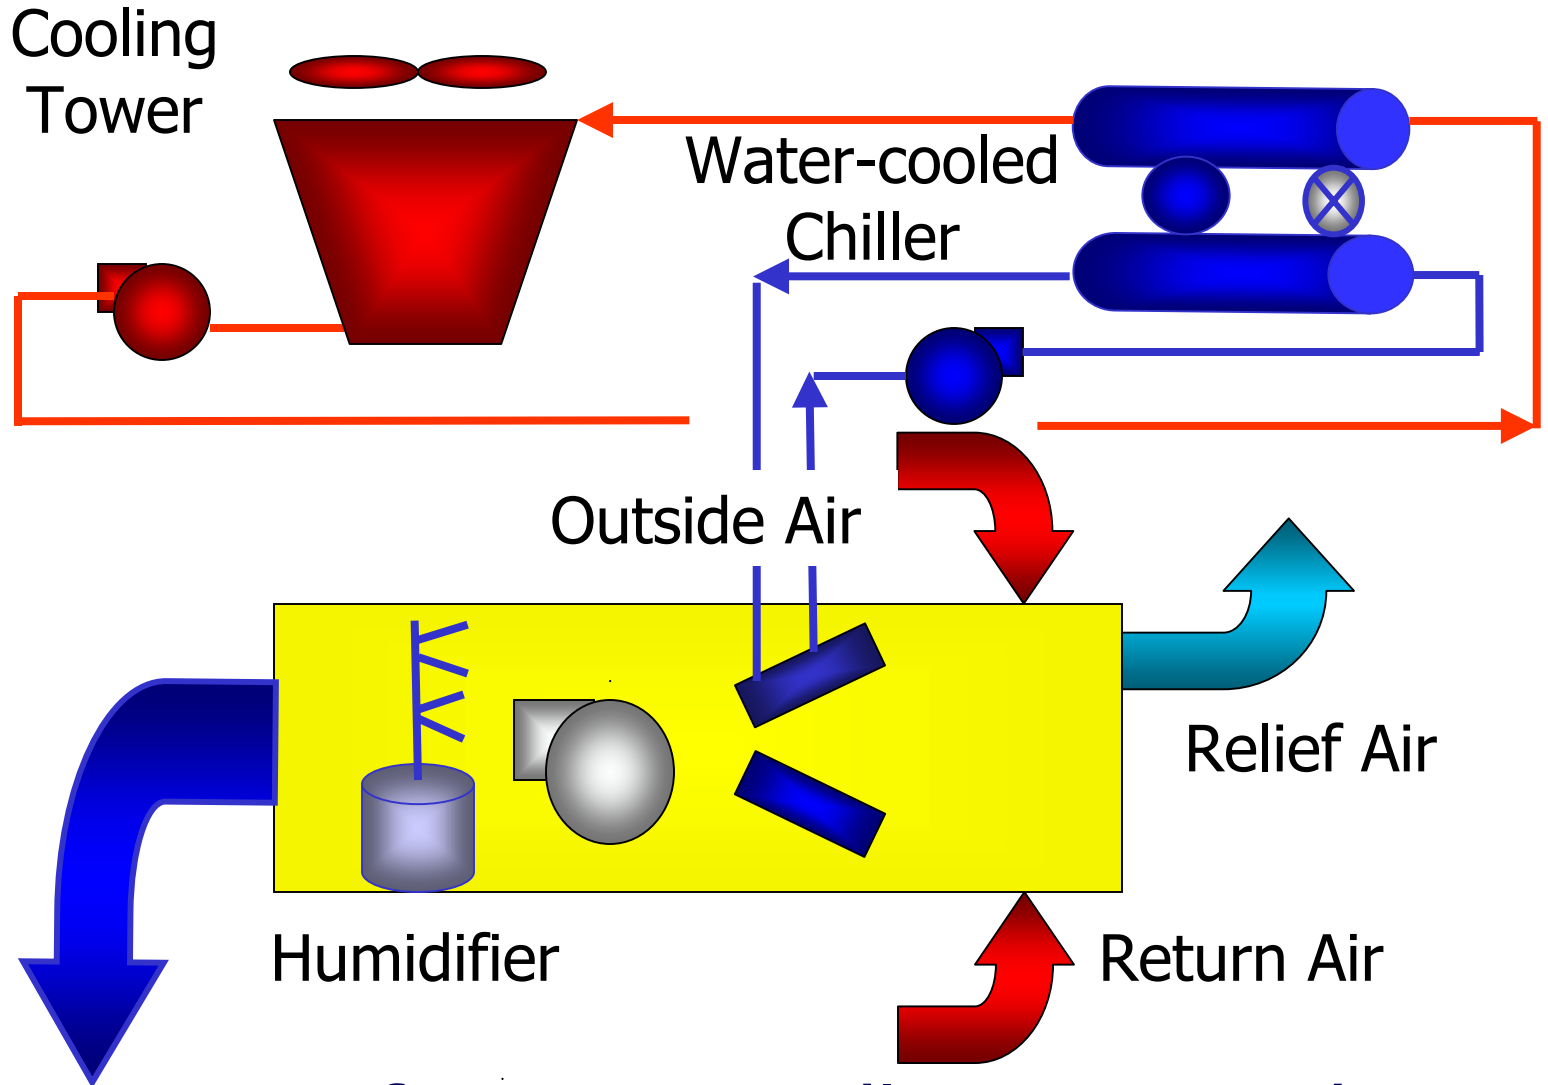 Cooling
Tower
Water-cooled
Chiller
Outside Air
Relief Air
Humidifier
Return Air